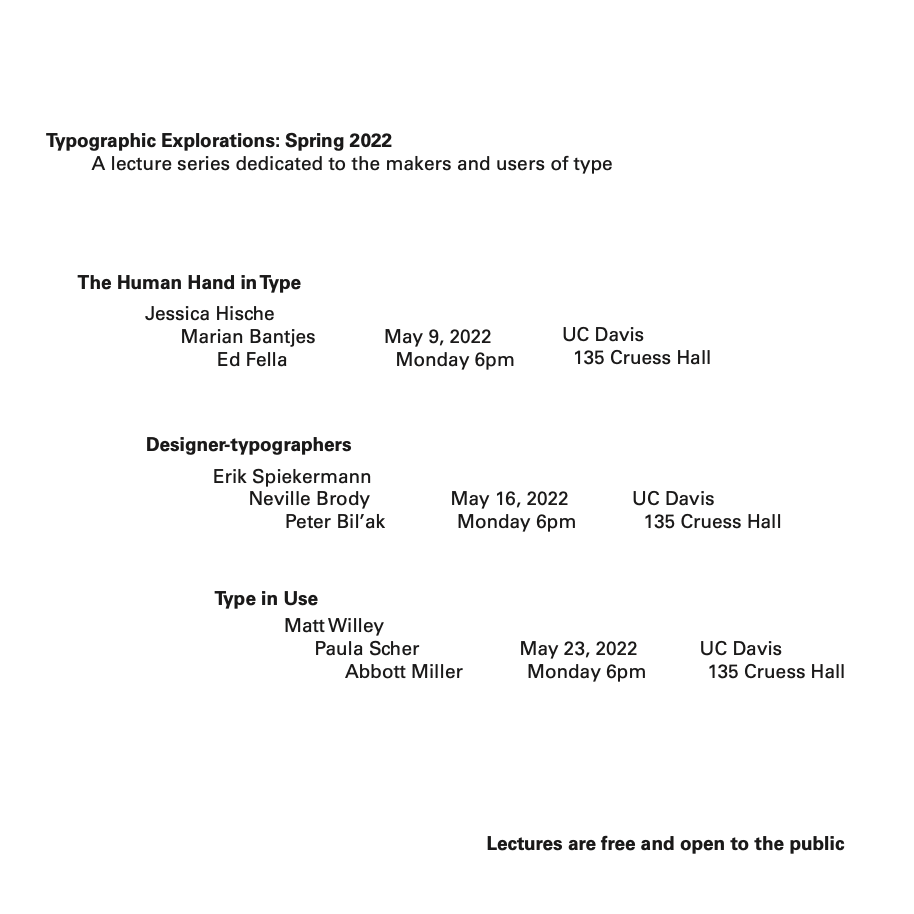 Typographic Explorations: Spring 2022
A lecture series dedicated to the makers and users of type
The Human Hand in Type
Jessica Hische
Marian Bantjes
Ed Fella
May 9, 2022
Monday 6pm
UC Davis
135 Cruess Hall
Designer-typographers
Erik Spiekermann
Neville Brody
Peter Bil’ak
May 16, 2022
Monday 6pm
UC Davis
135 Cruess Hall
Type in Use
Matt Willey
Paula Scher
Abbott Miller
May 23, 2022
Monday 6pm
UC Davis
135 Cruess Hall
Lectures are free and open to the public